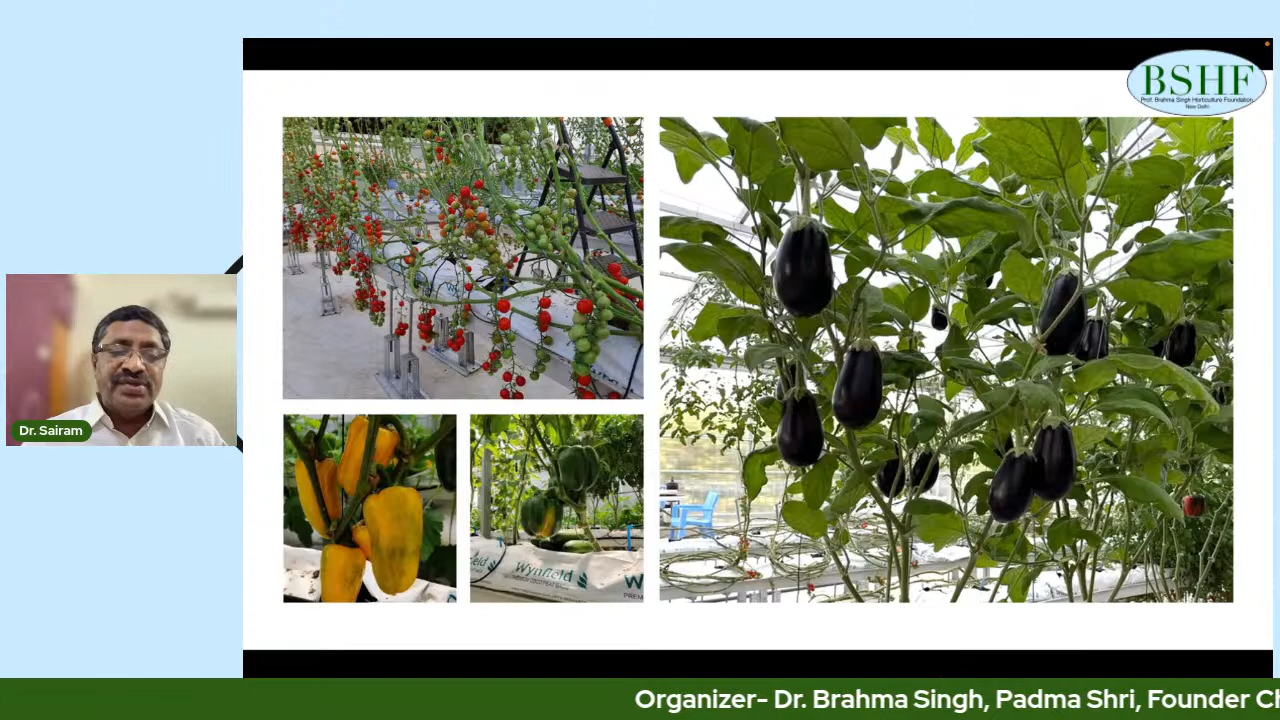 BSHF
Prof. Brahma Singh Horticulture Foundation
New Delhi
Dr. Sairam
Wynfield
PREM
Organizer- Dr. Brahma Singh, Padma Shri, Founder Ch